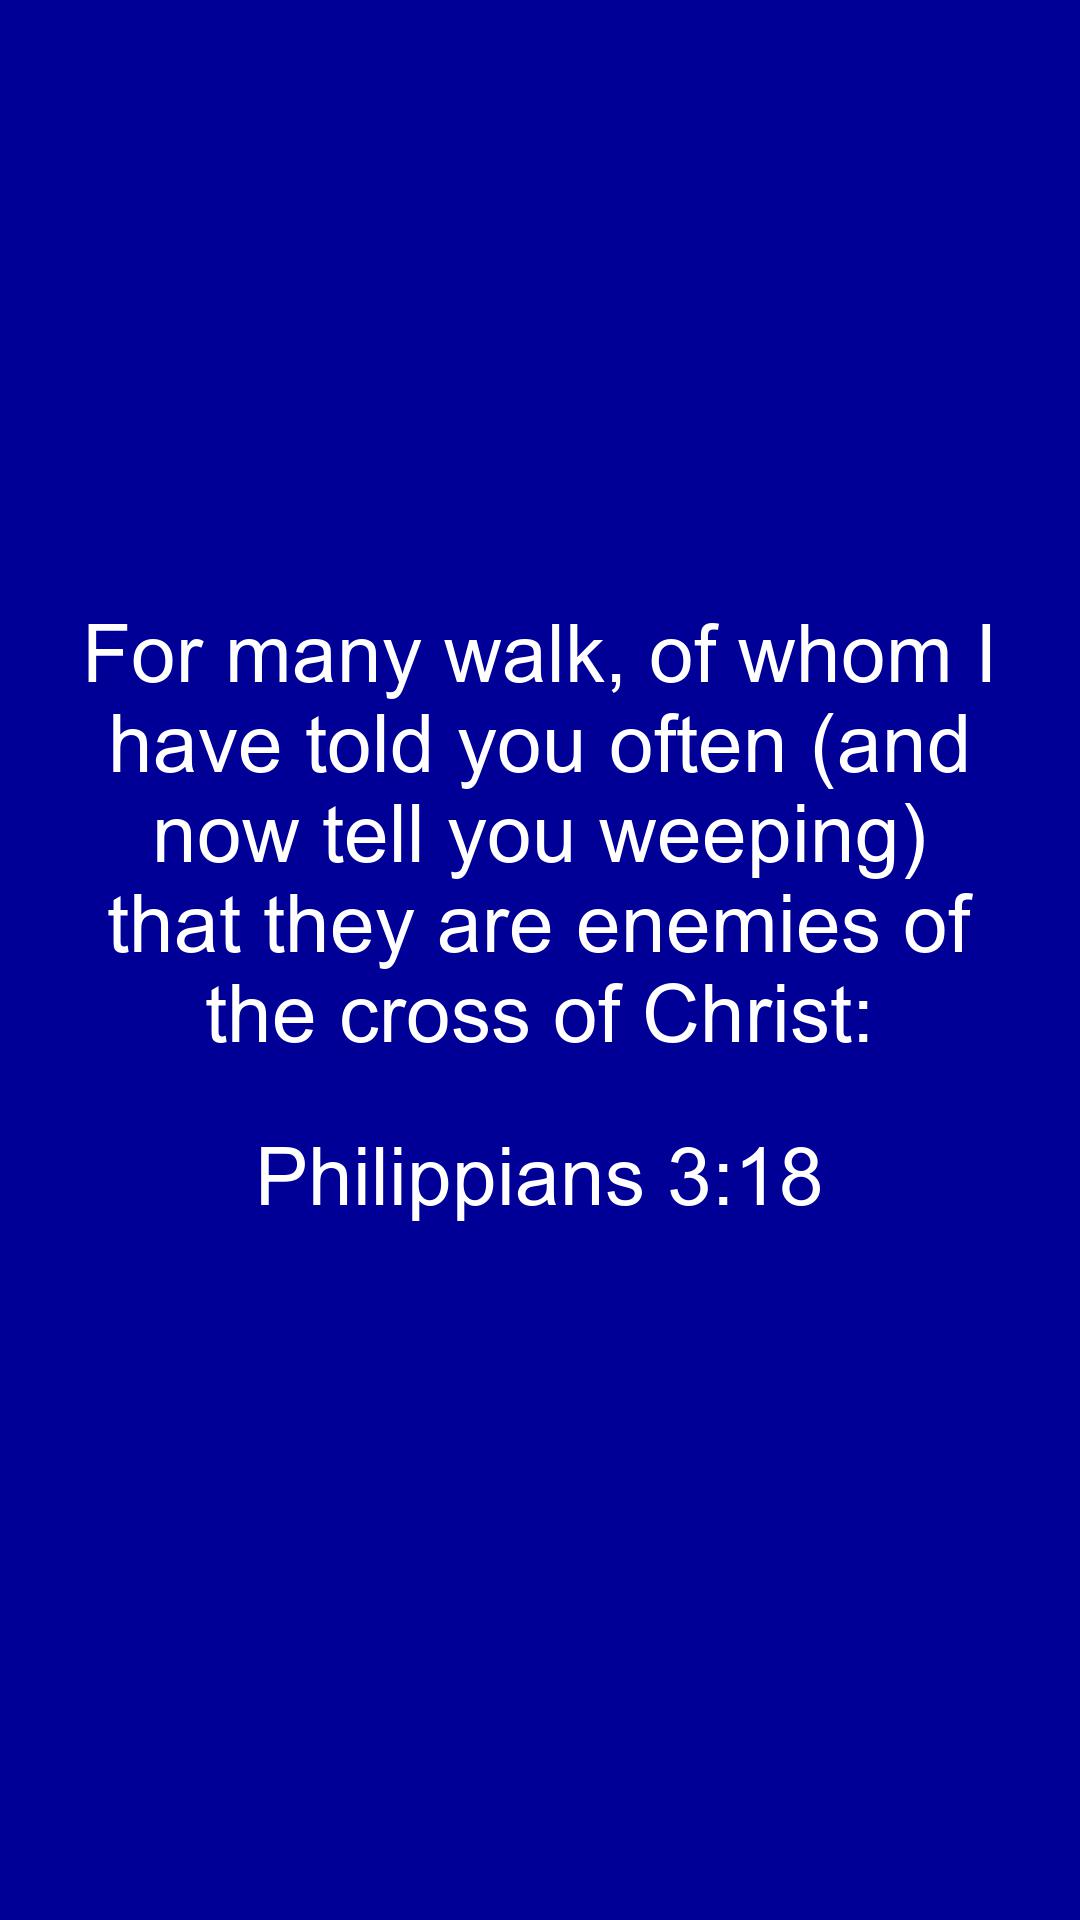 For many walk, of whom I
have told you often (and
now tell you weeping)
that they are enemies of
the cross of Christ:
Philippians 3:18